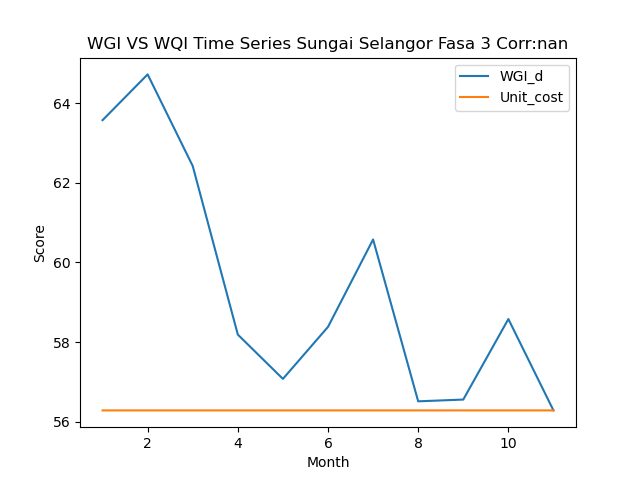 WGI VS WQI Time Series Sungai Selangor Fasa 3 Corr:nan
WGI_d
Unit_cost
Score
64
62
60
58
56
2 4 6 8 10
Month